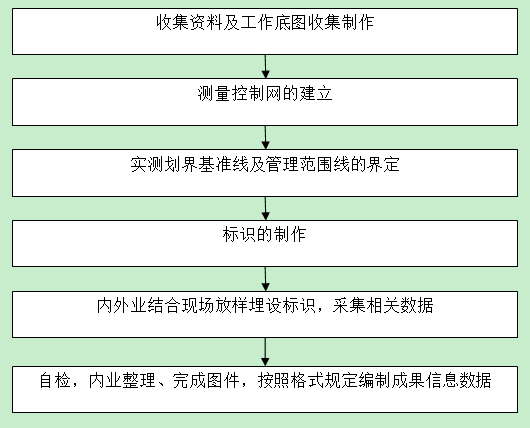 收集资料及工作底图收集制作
测量控制网的建立
实测划界基准线及管理范围线的界定
标识的制作
内外业结合现场放样埋设标识，采集相关数据
自检，内业整理、完成图件，按照格式规定编制成果信息数据